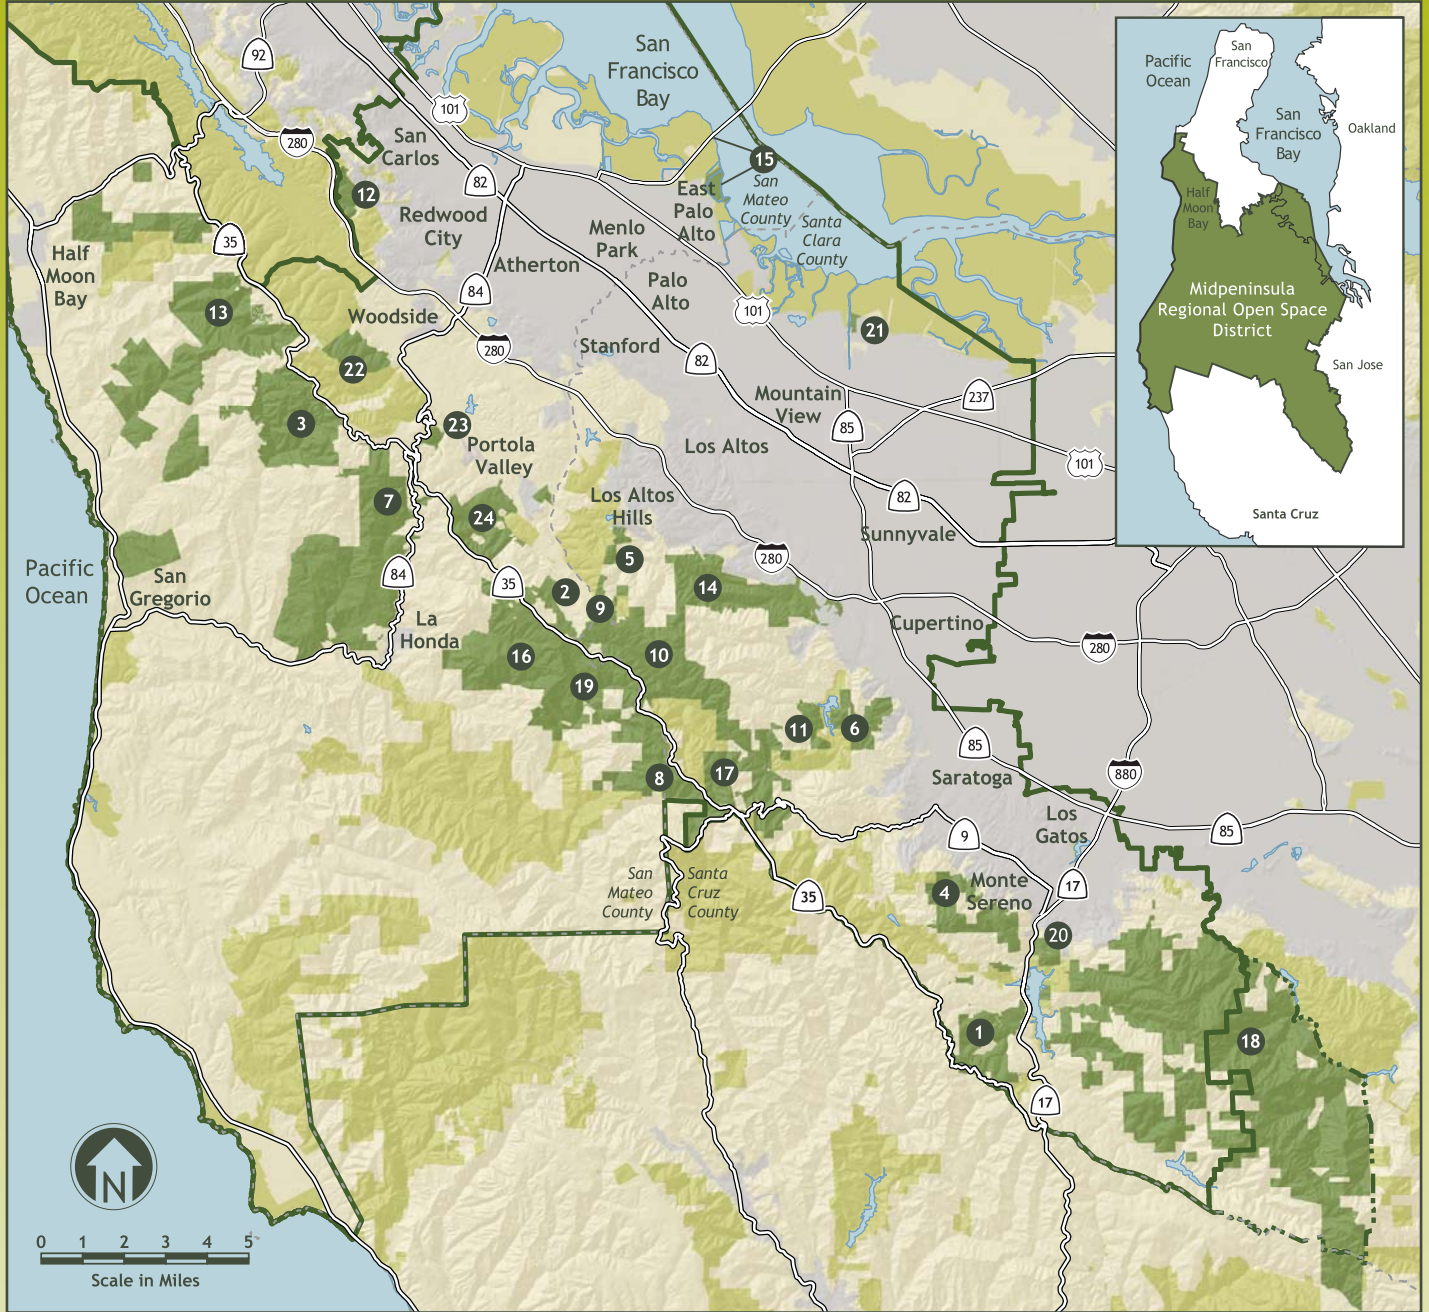 92
San
Francisco
Bay
101
280
San
Carlos
82
12
15
San
Mateo
County
East
Palo
Alto
Redwood
City
Menlo
Park
Santa
Clara
County
35
Half
Moon
Bay
Atherton
84
Palo
Alto
13
Woodside
101
21
280
Stanford
82
22
Mountain
View
237
3
23
85
Portola
Valley
Los Altos
101
7
24
Los Altos
Hills
82
Sunnyvale
5
280
Pacific
Ocean
San
Gregorio
84
35
2
9
14
La
Honda
Cupertino
280
16
10
19
11
6
85
8
17
Saratoga
880
Los
Gatos
9
85
San
Mateo
County
Santa
Cruz
County
35
4
Monte
Sereno
17
20
1
18
17
N
0 1 2 3 4 5
Scale in Miles
Pacific
Ocean
San
Francisco
San
Francisco
Bay
Oakland
Half
Moon
Bay
Midpeninsula
Regional Open Space
District
San Jose
Santa Cruz